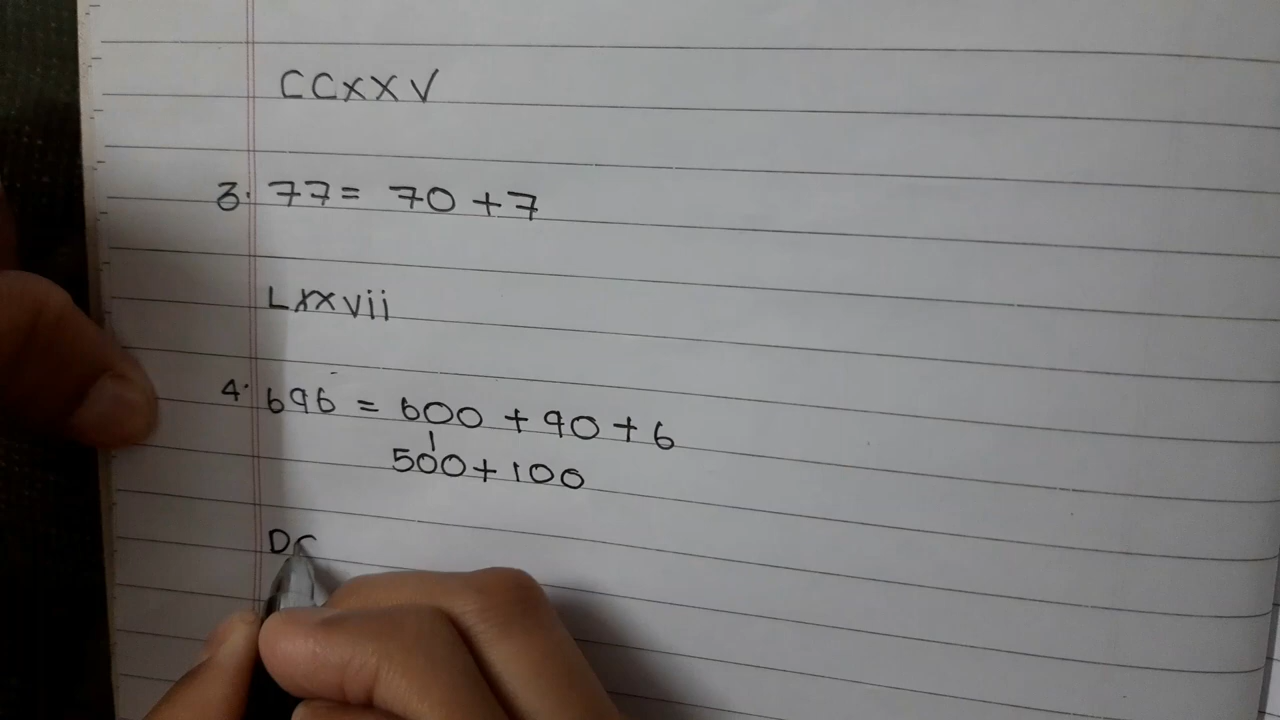 CCXXV
3. 77 = 70 + 7
LXXVii
4. 696 = 600 + 90 + 6
500 + 100
DC